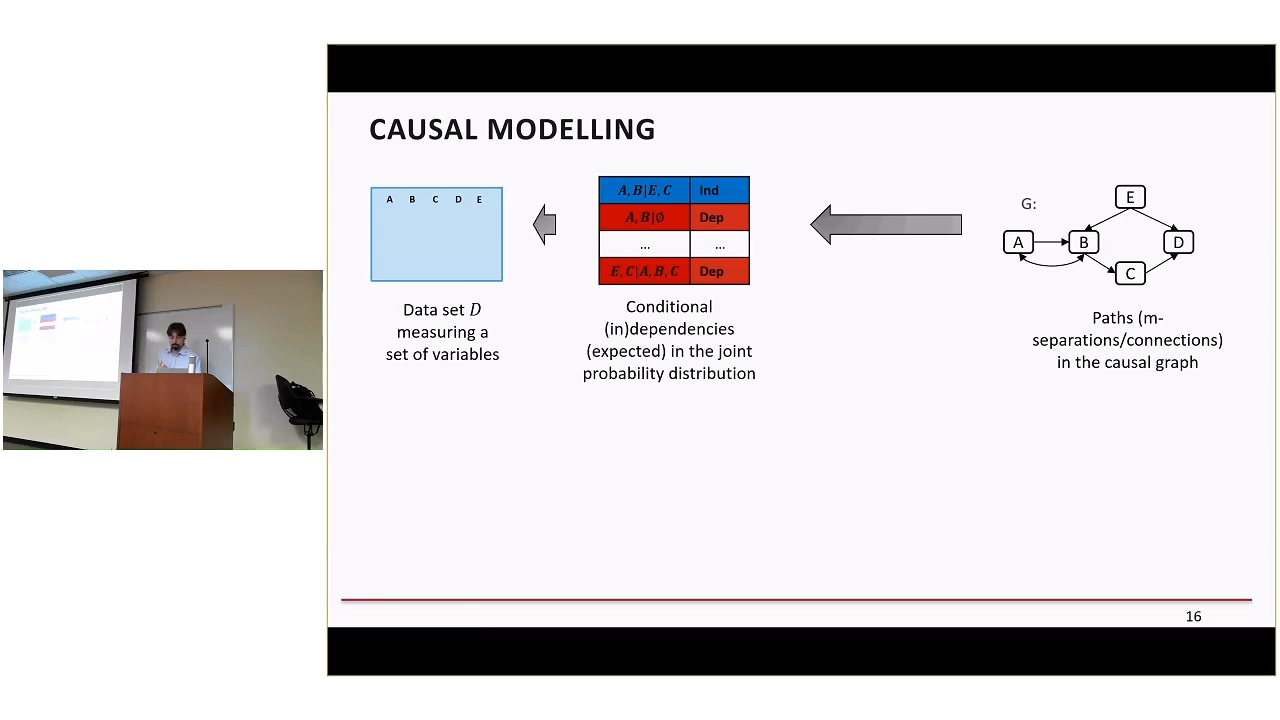 CAUSAL MODELLING
A B C D E
Data set D
measuring a
set of variables
A, B|E, C Ind
A, B|∅ Dep
... ...
E, C|A, B, C Dep
Conditional
(in)dependencies
(expected) in the joint
probability distribution
G:
E
A B D
C
Paths (m-
separations/connections)
in the causal graph
16